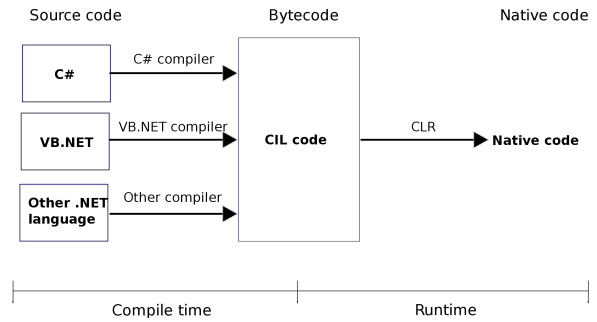 Source code
Bytecode
Native code
C#
C# compiler
VB.NET
VB.NET compiler
CIL code
CLR
Native code
Other .NET
language
Other compiler
Compile time
Runtime